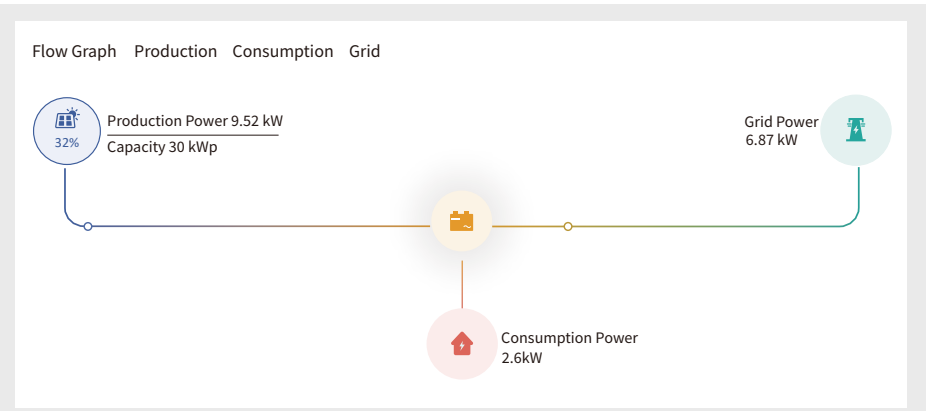 Flow Graph Production Consumption Grid
32%
Production Power 9.52 kW
Capacity 30 kWp
Grid Power
6.87 kW
Consumption Power
2.6kW